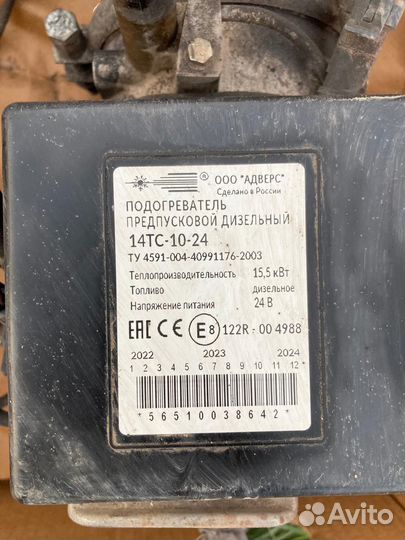 ® ООО "АДВЕРС"
Сделано в России
ПОДОГРЕВАТЕЛЬ
ПРЕДПУСКОВОЙ ДИЗЕЛЬНЫЙ
14ТС-10-24
ТУ 4591-004-40991176-2003
Теплопроизводительность 15,5 кВт
Топливо дизельное
Напряжение питания 24 В
EAC CE E8 122R - 00 4988
2022 2023 2024
1 2 3 4 5 6 7 8 9 10 11 12
*56510038642*
Avito